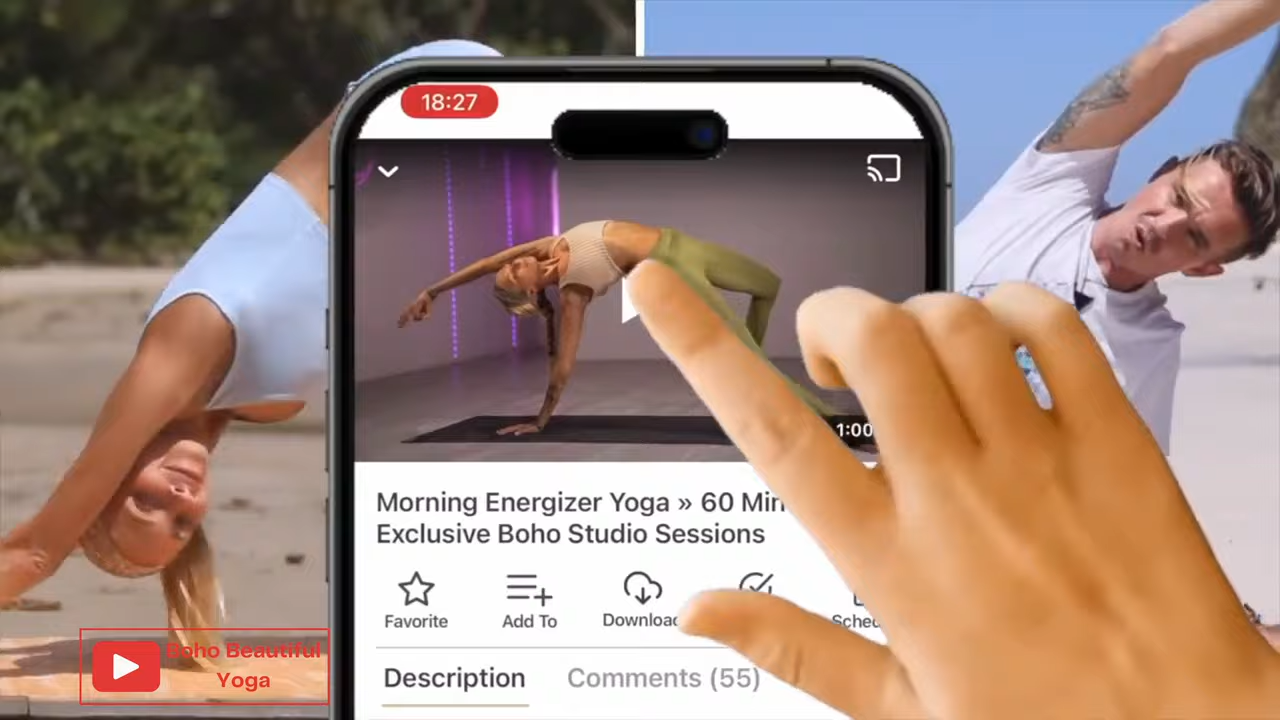 18:27
1:00
Morning Energizer Yoga » 60 Min
Exclusive Boho Studio Sessions
Favorite
Add To
Download
Description
Comments (55)
Boho Beautiful
Yoga